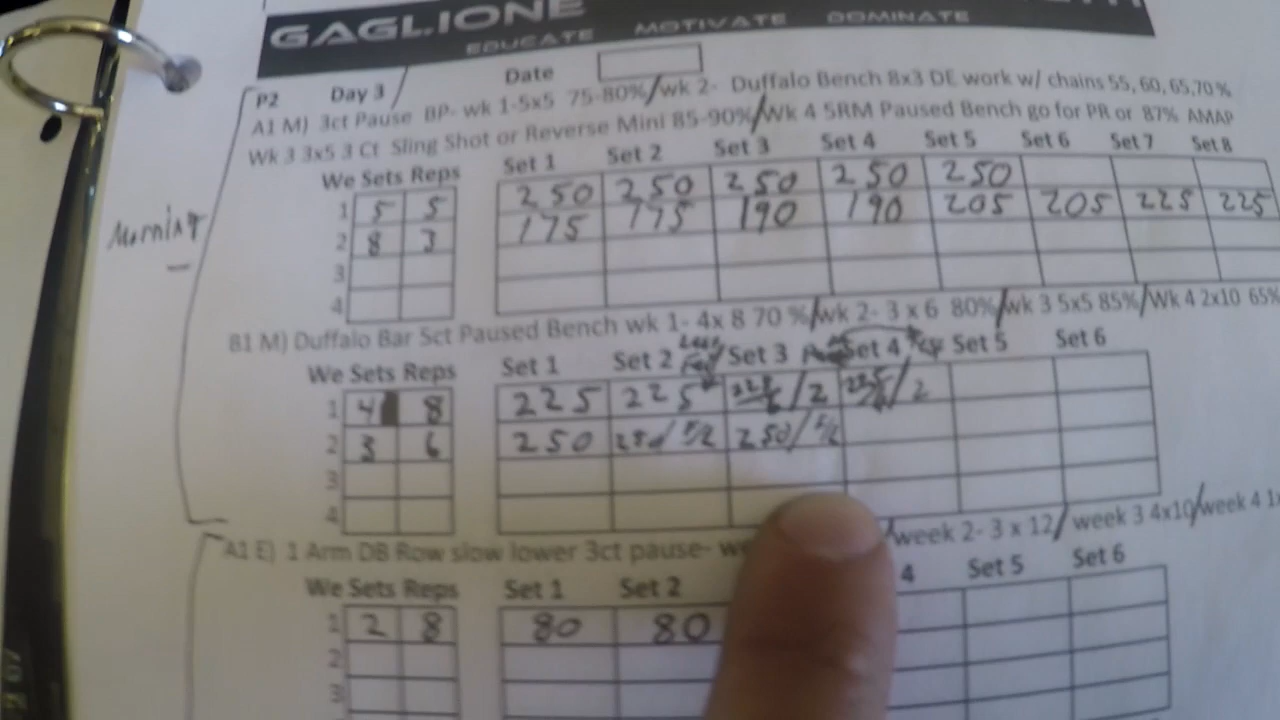 GAGLIONE
EDUCATE MOTIVATE DOMINATE
P2 Day 3 / Date
A1 M) 3ct Pause BP- wk 1-5x5 75-80%/wk 2- Duffalo Bench 8x3 DE work w/ chains 55, 60, 65,70%
Wk 3 3x5 3 Ct Sling Shot or Reverse Mini 85-90%/Wk 4 5RM Paused Bench go for PR or 87% AMAP
We Sets Reps Set 1 Set 2 Set 3 Set 4 Set 5 Set 6 Set 7 Set 8
1 5 5 250 250 250 250 250
2 8 3 175 175 190 190 205 205 225 225
3
4
Morning
B1 M) Duffalo Bar 5ct Paused Bench wk 1- 4x 8 70 %/wk 2- 3 x 6 80%/wk 3 5x5 85%/Wk 4 2x10 65%
We Sets Reps Set 1 Set 2 Set 3 Set 4 Set 5 Set 6
1 4 8 225 225 /2 /2
2 3 6 250 250/
3
4
A1 E) 1 Arm DB Row slow lower 3ct pause- /week 2- 3 x 12/ week 3 4x10/week 4
We Sets Reps Set 1 Set 2 4 Set 5 Set 6
1 2 8 80 80
2
3